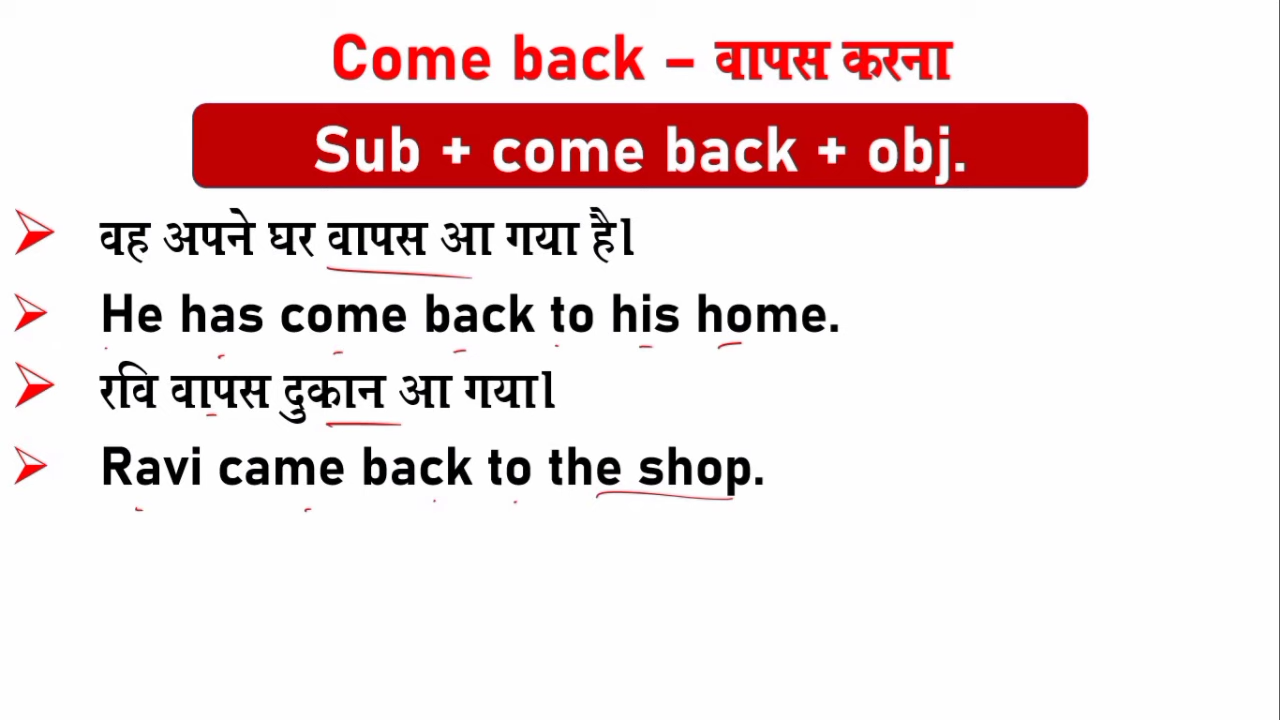 Come back – वापस करना
Sub + come back + obj.
वह अपने घर वापस आ गया है।
He has come back to his home.
रवि वापस दुकान आ गया।
Ravi came back to the shop.